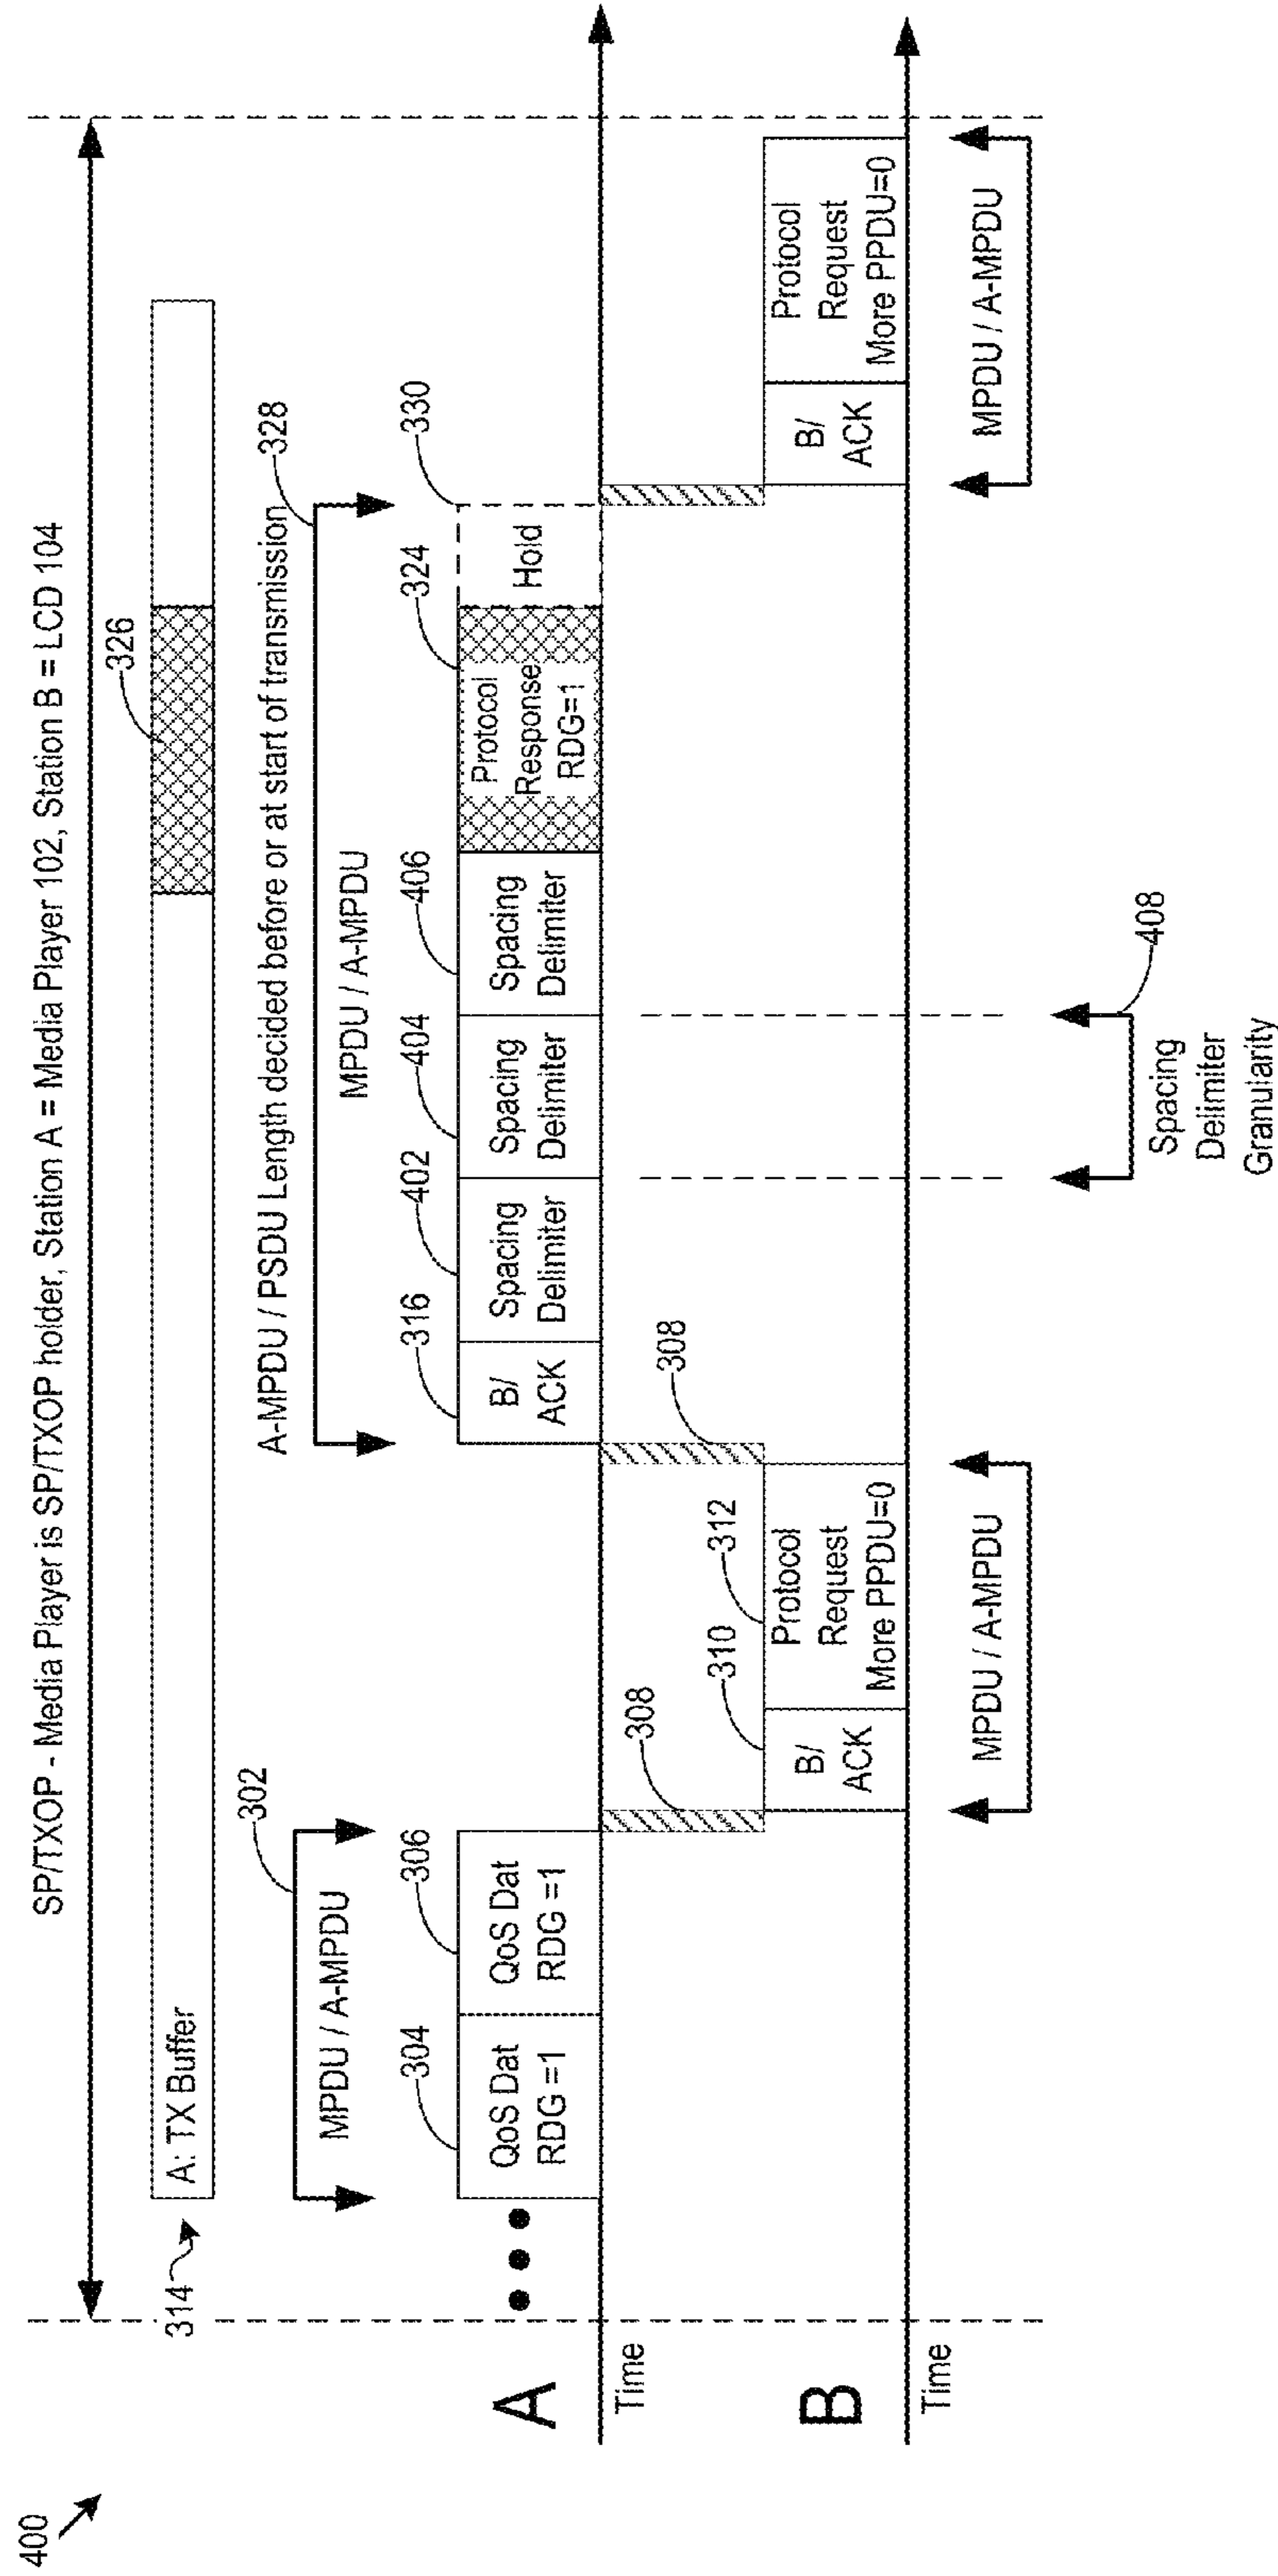 400
SP/TXOP - Media Player is SP/TXOP holder, Station A = Media Player 102, Station B = LCD 104
314
A: TX Buffer
326
302
A-MPDU / PSDU Length decided before or at start of transmission
328
MPDU / A-MPDU
MPDU / A-MPDU
304
306
316
402
404
406
324
330
A
QoS Dat
RDG =1
QoS Dat
RDG =1
B/
ACK
Spacing
Delimiter
Spacing
Delimiter
Spacing
Delimiter
Protocol
Response
RDG=1
Hold
Time
308
308
310
312
B
B/
ACK
Protocol
Request
More PPDU=0
B/
ACK
Protocol
Request
More PPDU=0
Time
MPDU / A-MPDU
MPDU / A-MPDU
408
Spacing
Delimiter
Granularity